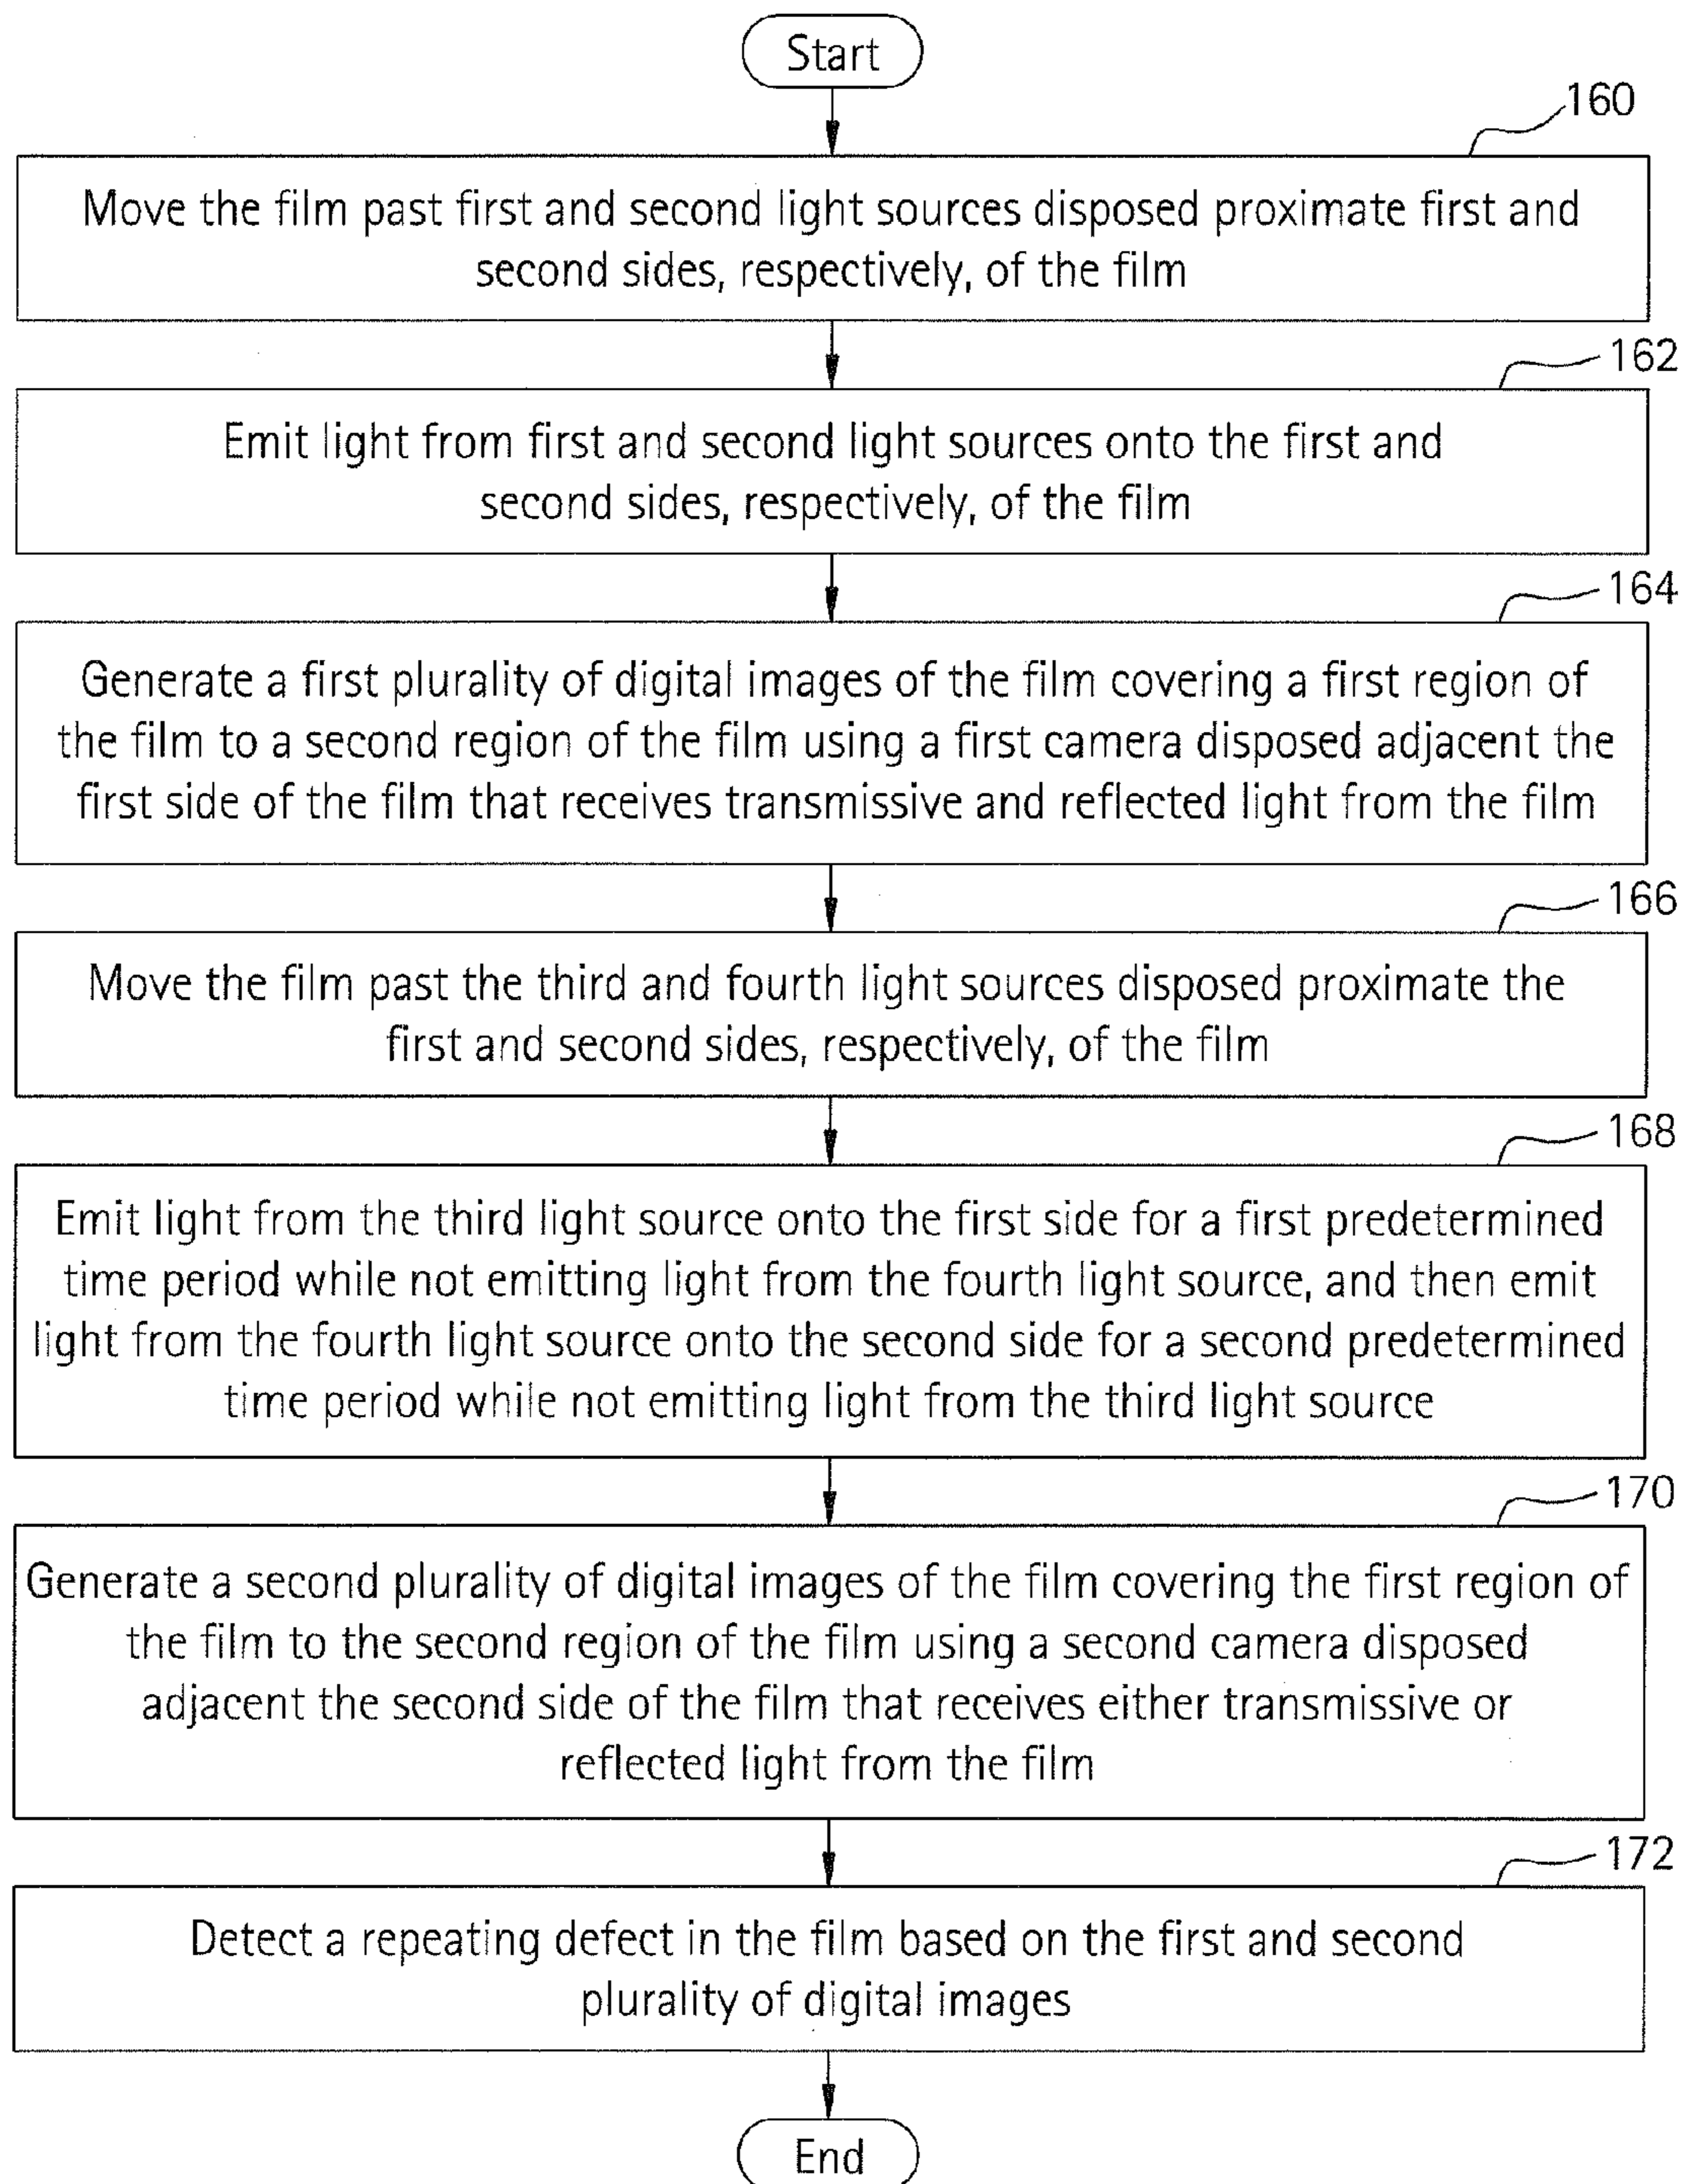 Start
160
Move the film past first and second light sources disposed proximate first and
second sides, respectively, of the film
162
Emit light from first and second light sources onto the first and
second sides, respectively, of the film
164
Generate a first plurality of digital images of the film covering a first region of
the film to a second region of the film using a first camera disposed adjacent the
first side of the film that receives transmissive and reflected light from the film
166
Move the film past the third and fourth light sources disposed proximate the
first and second sides, respectively, of the film
168
Emit light from the third light source onto the first side for a first predetermined
time period while not emitting light from the fourth light source, and then emit
light from the fourth light source onto the second side for a second predetermined
time period while not emitting light from the third light source
170
Generate a second plurality of digital images of the film covering the first region of
the film to the second region of the film using a second camera disposed
adjacent the second side of the film that receives either transmissive or
reflected light from the film
172
Detect a repeating defect in the film based on the first and second
plurality of digital images
End